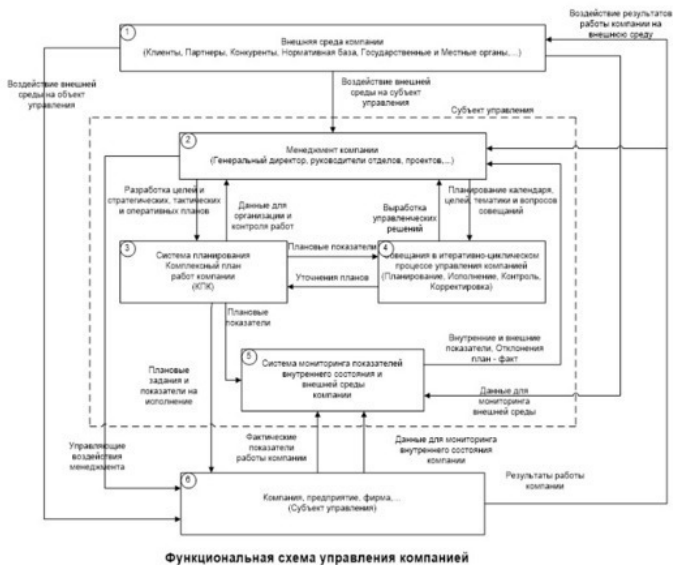 Воздействие результатов
работы компании на
внешнюю среду
1
Внешняя среда компании
(Клиенты, Партнеры, Конкуренты, Нормативная база, Государственные и Местные органы,...)
Воздействие внешней
среды на объект
управления
Воздействие внешней
среды на субъект
управления
Субъект управления
2
Менеджмент компании
(Генеральный директор, руководители отделов, проектов,...)
Разработка целей и
стратегических, тактических
и оперативных планов
Данные для
организации и
контроля работ
Выработка
управленческих
решений
Планирование календаря,
целей, тематики и вопросов
совещаний
3
Система планирования
Комплексный план
работ компании
(КПК)
Плановые показатели
Уточнения планов
4
Совещания в итеративно-циклическом
процессе управления компанией
(Планирование, Исполнение, Контроль,
Корректировка)
Плановые
показатели
5
Система мониторинга показателей
внутреннего состояния и
внешней среды
компании
Внутренние и внешние
показатели, Отклонения
план - факт
Плановые
задания и
показатели на
исполнение
Данные для
мониторинга
внешней среды
Управляющие
воздействия
менеджмента
Фактические
показатели
работы компании
Данные для мониторинга
внутреннего состояния
компании
6
Компания, предприятие, фирма,...
(Субъект управления)
Результаты работы
компании
Функциональная схема управления компанией